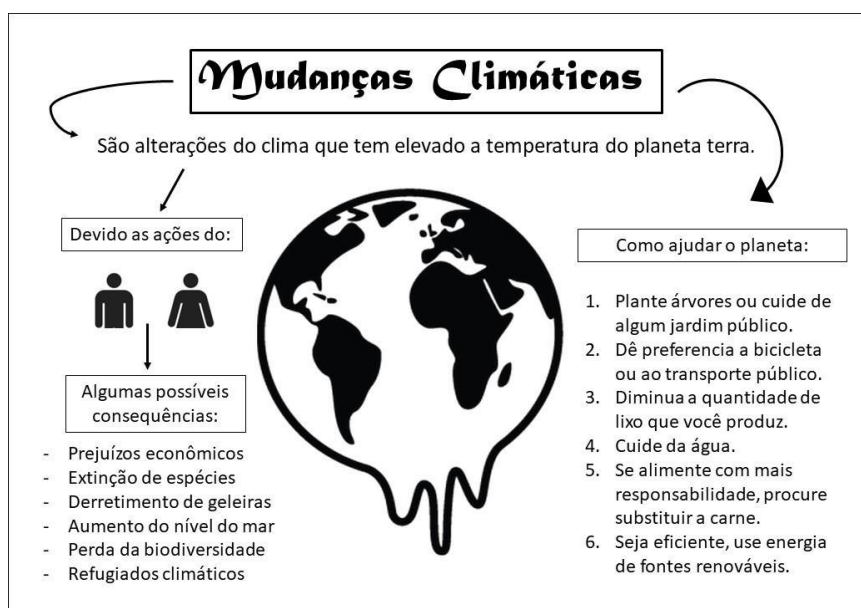 Mudanças Climáticas
São alterações do clima que tem elevado a temperatura do planeta terra.
Devido as ações do:
Algumas possíveis
consequências:
- Prejuízos econômicos
- Extinção de espécies
- Derretimento de geleiras
- Aumento do nível do mar
- Perda da biodiversidade
- Refugiados climáticos
Como ajudar o planeta:
1. Plante árvores ou cuide de
algum jardim público.
2. Dê preferencia a bicicleta
ou ao transporte público.
3. Diminua a quantidade de
lixo que você produz.
4. Cuide da água.
5. Se alimente com mais
responsabilidade, procure
substituir a carne.
6. Seja eficiente, use energia
de fontes renováveis.